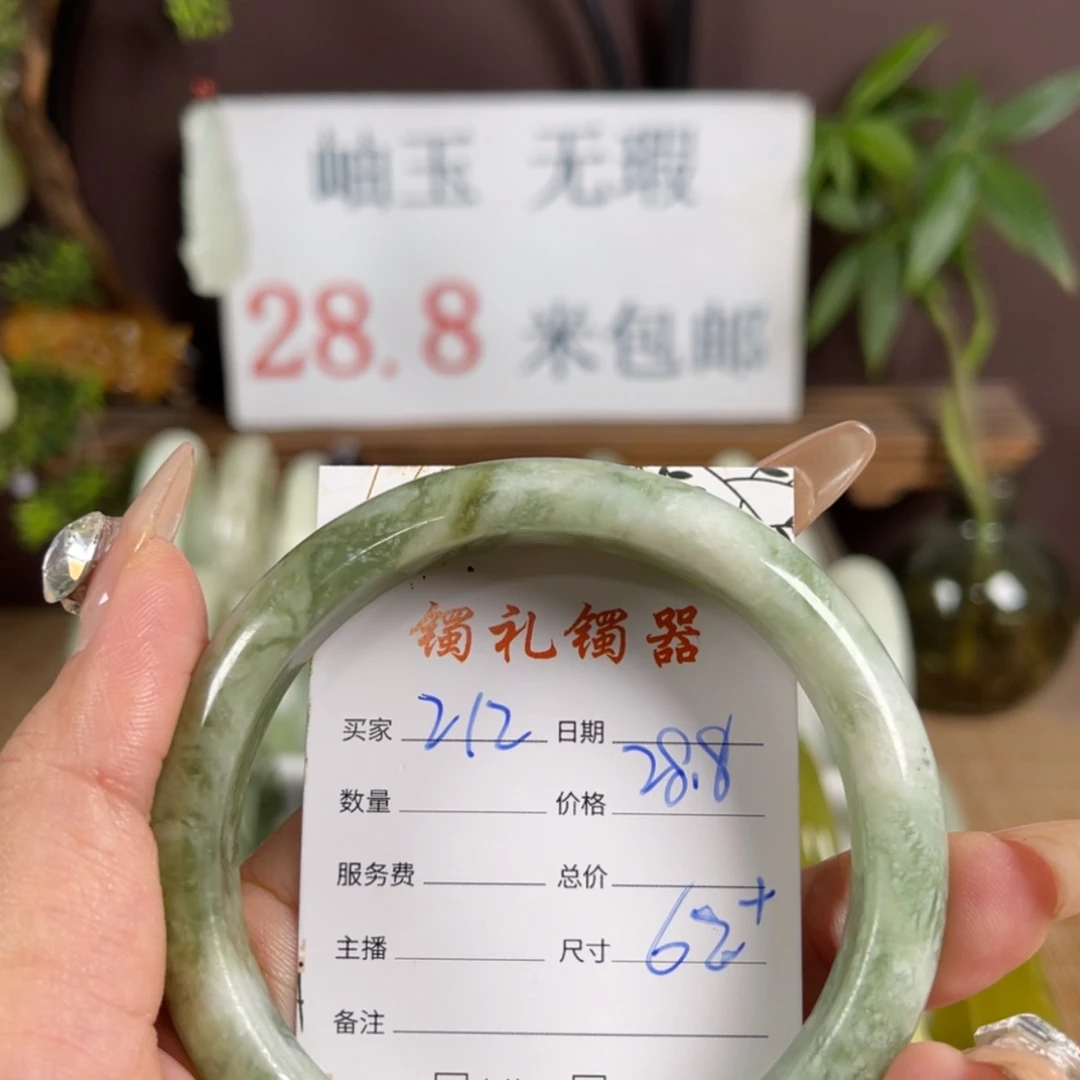 岫玉 无瑕
28.8 米包邮
镯礼镯器
买家 212 日期
数量 价格 28.8
服务费 总价
主播 尺寸 62+
备注